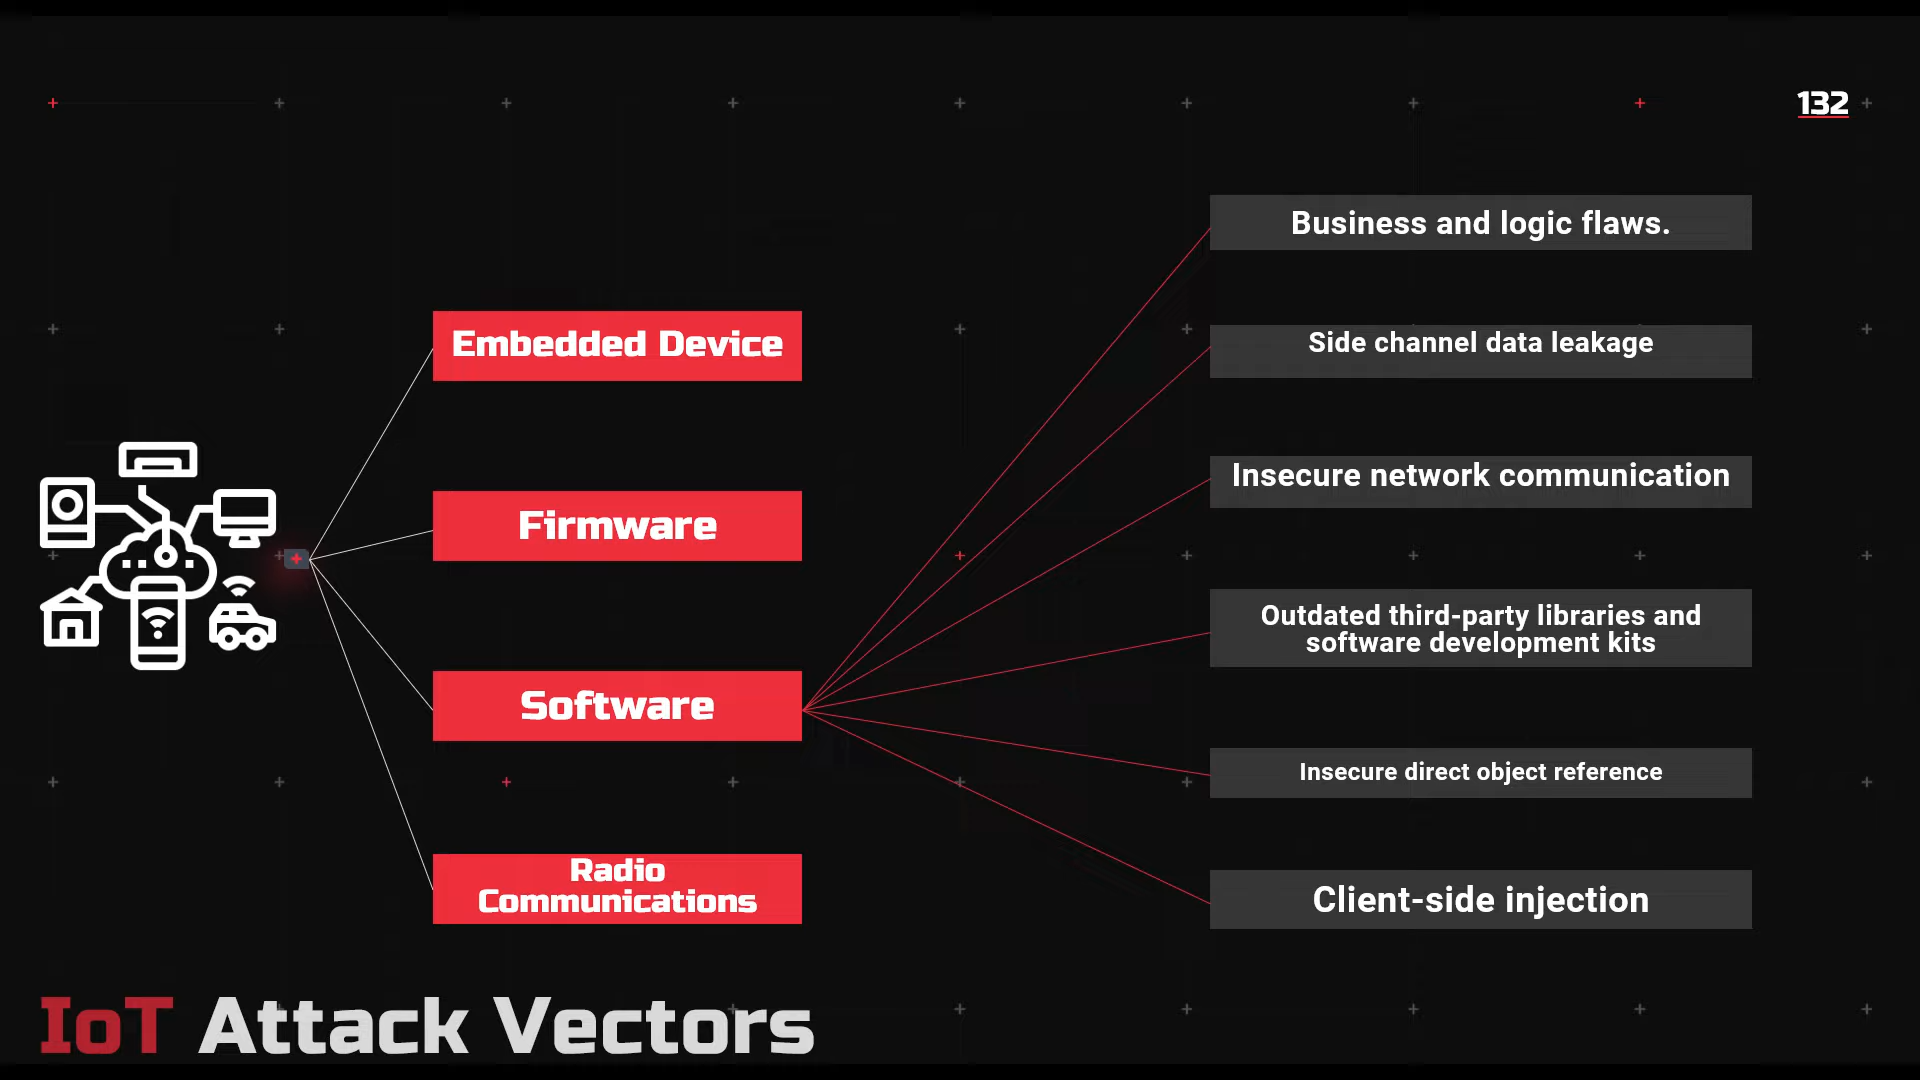 132
Embedded Device
Firmware
Software
Radio
Communications
Business and logic flaws.
Side channel data leakage
Insecure network communication
Outdated third-party libraries and
software development kits
Insecure direct object reference
Client-side injection
IoT Attack Vectors